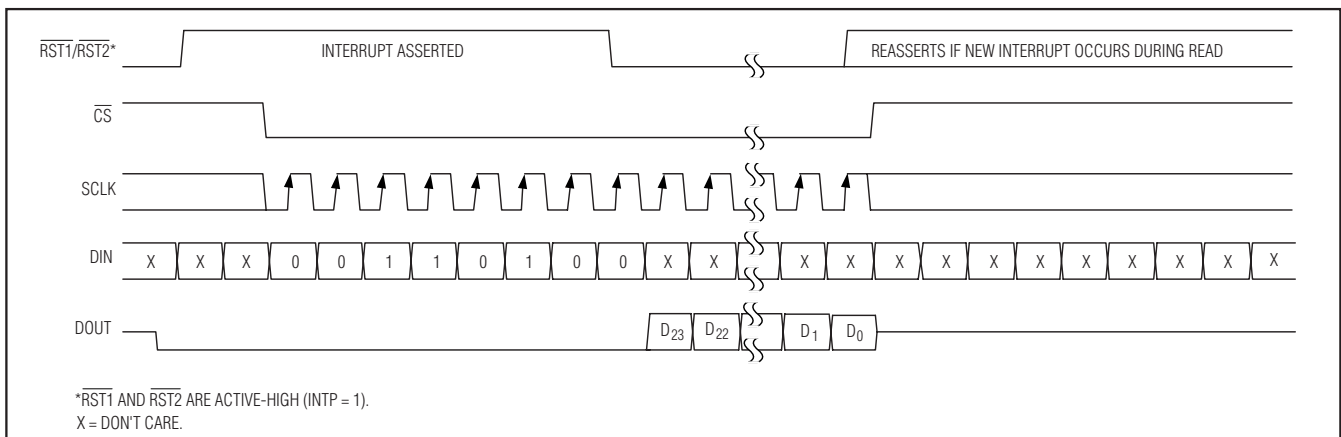 RST1/RST2* INTERRUPT ASSERTED REASSERTS IF NEW INTERRUPT OCCURS DURING READ
CS
SCLK
DIN X X X 0 0 1 1 0 1 0 0 X X X X X X X X X X X X X
DOUT D23 D22 D1 D0
*RST1 AND RST2 ARE ACTIVE-HIGH (INTP = 1).
X = DON'T CARE.